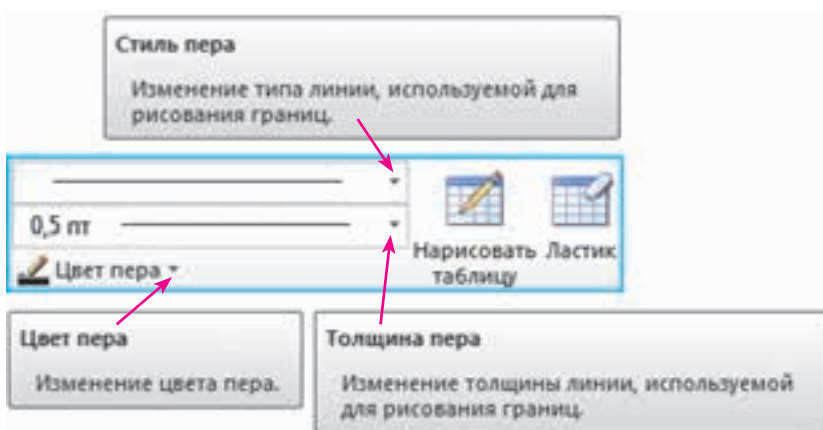 Стиль пера
Изменение типа линии, используемой для
рисования границ.
0,5 пт
Цвет пера
Нарисовать
таблицу
Ластик
Цвет пера
Изменение цвета пера.
Толщина пера
Изменение толщины линии, используемой
для рисования границ.